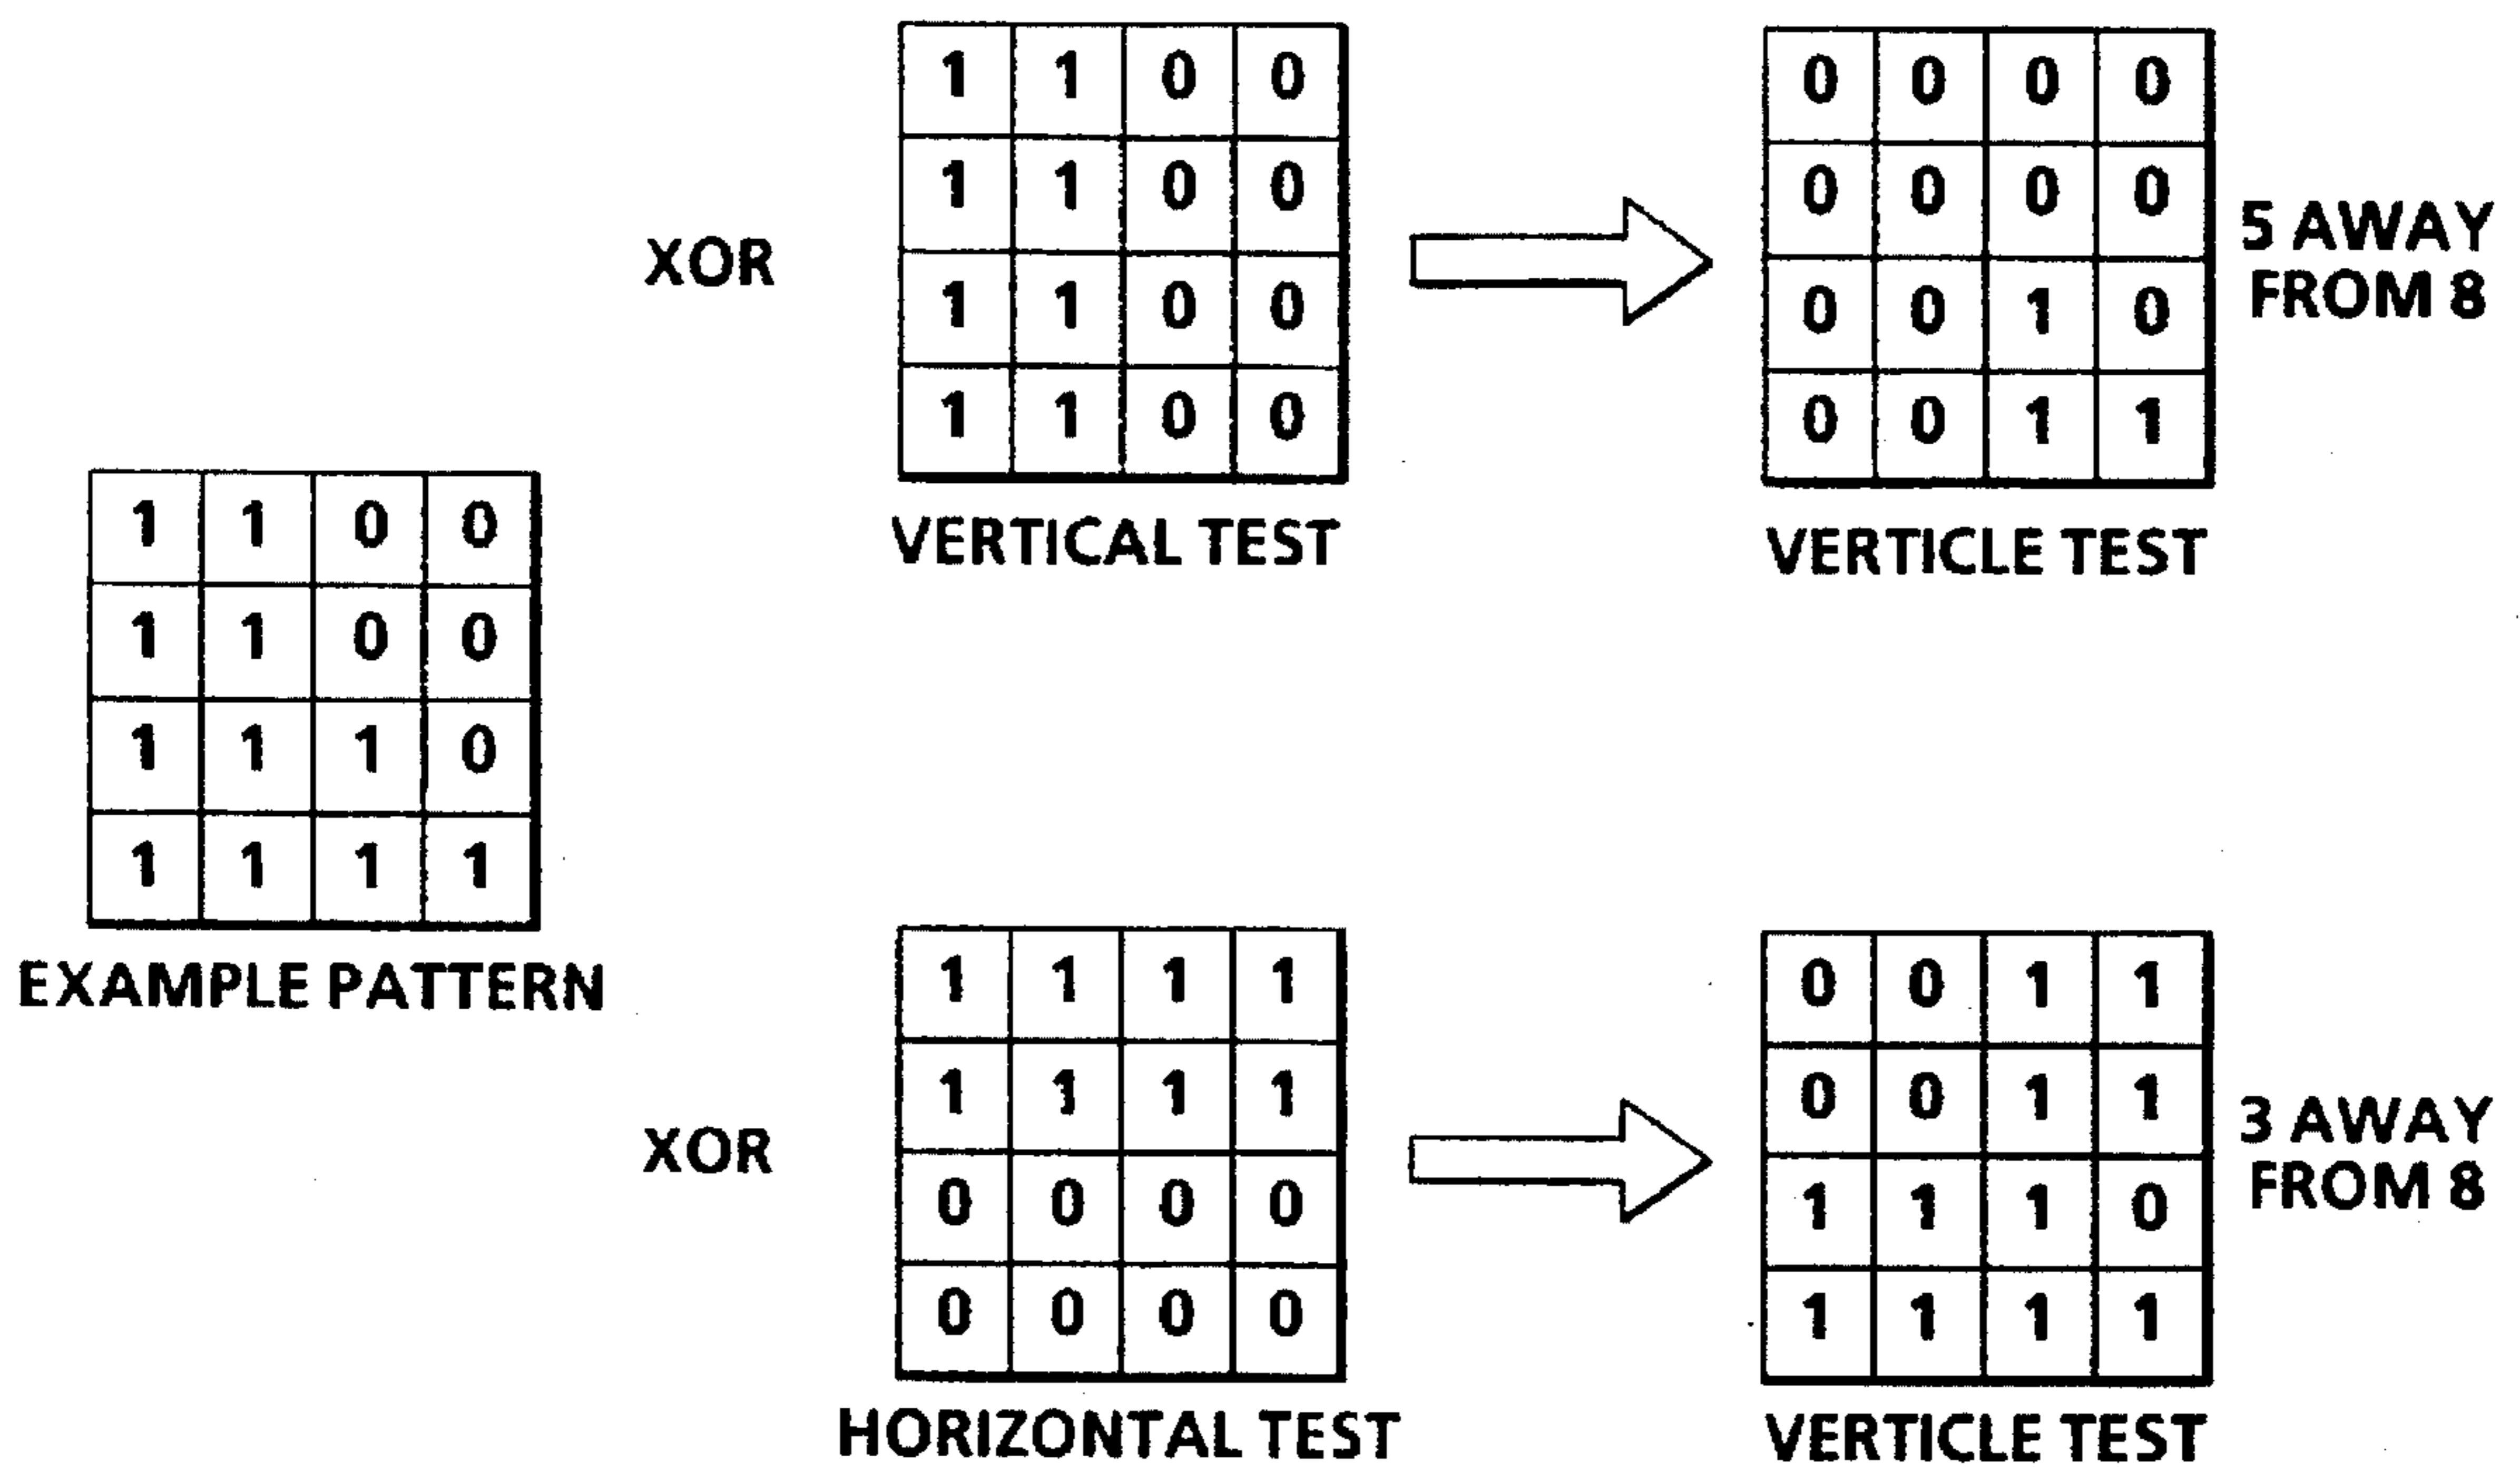 1 1 0 0
1 1 0 0
1 1 0 0
1 1 0 0
VERTICAL TEST
0 0 0 0
0 0 0 0
0 0 1 0
0 0 1 1
VERTICLE TEST
5 AWAY
FROM 8
XOR
1 1 0 0
1 1 0 0
1 1 1 0
1 1 1 1
EXAMPLE PATTERN
XOR
1 1 1 1
1 1 1 1
0 0 0 0
0 0 0 0
HORIZONTAL TEST
0 0 1 1
0 0 1 1
1 1 1 0
1 1 1 1
VERTICLE TEST
3 AWAY
FROM 8